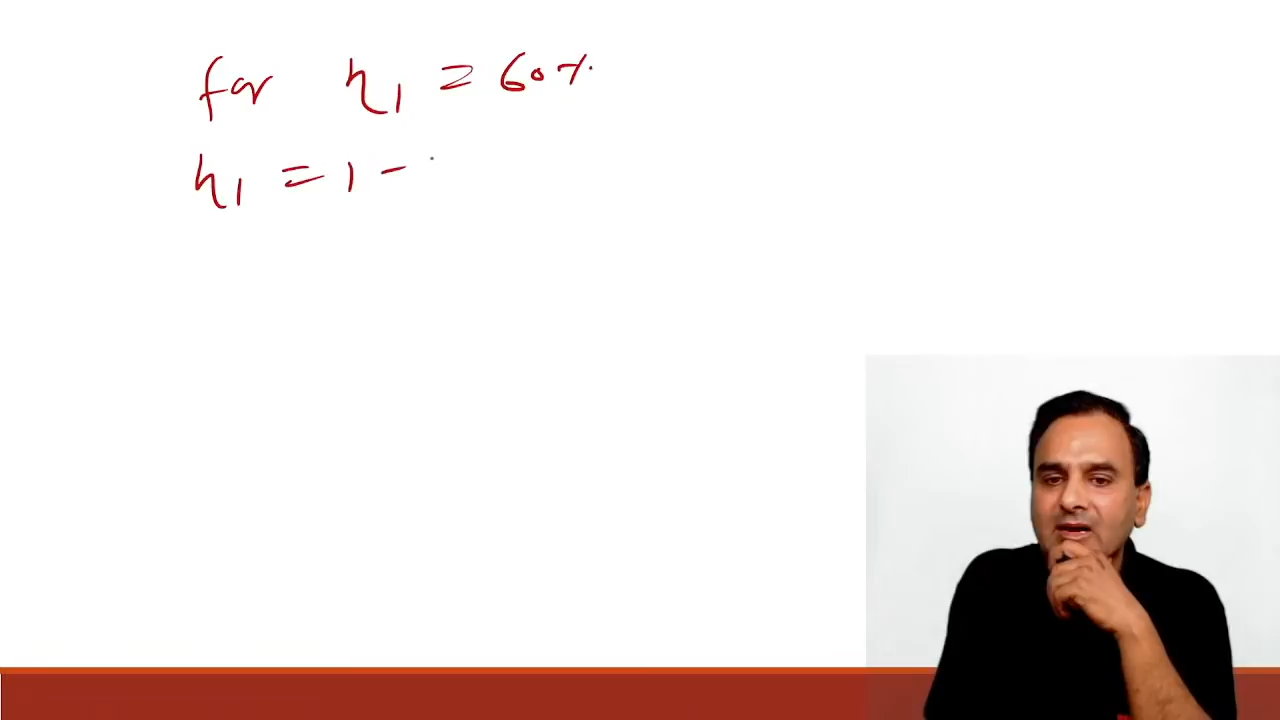 for η₁ = 60%
η₁ = 1 -